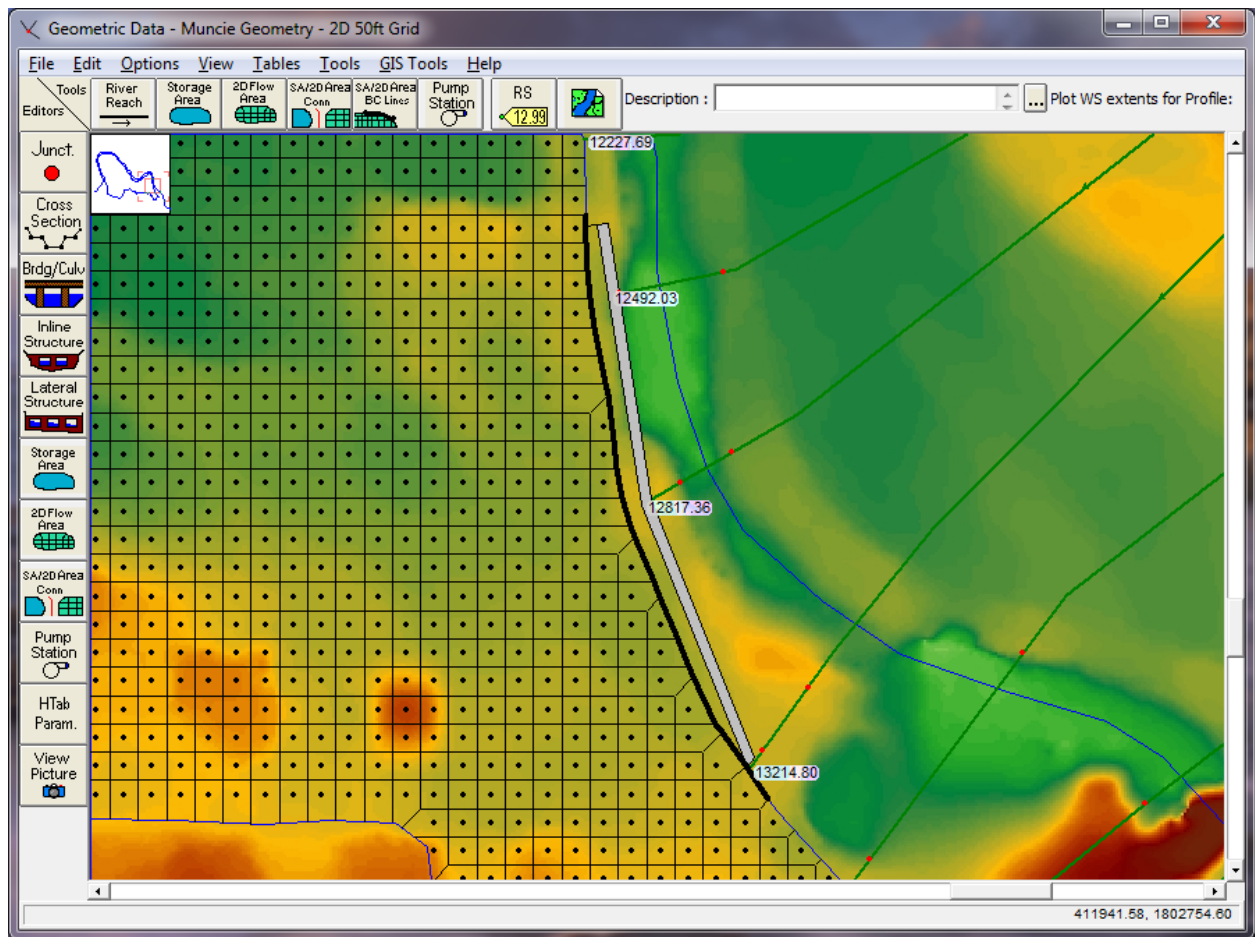 Geometric Data - Muncie Geometry - 2D 50ft Grid
File Edit Options View Tables Tools GIS Tools Help
Tools
Editors
River
Reach
Storage
Area
2D Flow
Area
SA/2D Area
Conn
SA/2D Area
BC Lines
Pump
Station
RS
12.99
Description :
...
Plot WS extents for Profile:
Junct.
Cross
Section
Brdg/Culv
Inline
Structure
Lateral
Structure
Storage
Area
2D Flow
Area
SA/2D Area
Conn
Pump
Station
HTab
Param.
View
Picture
12227.69
12492.03
12817.36
13214.80
411941.58, 1802754.60